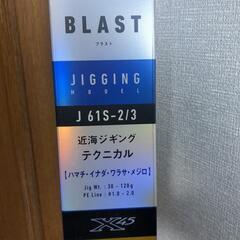 BLAST
ブラスト
JIGGING
MODEL
J 61S-2/3
近海ジギング
テクニカル
【ハマチ・イナダ・ワラサ・メジロ】
Jig Wt.: 30 - 120g
PE Line: #1.0 - 2.0
X45